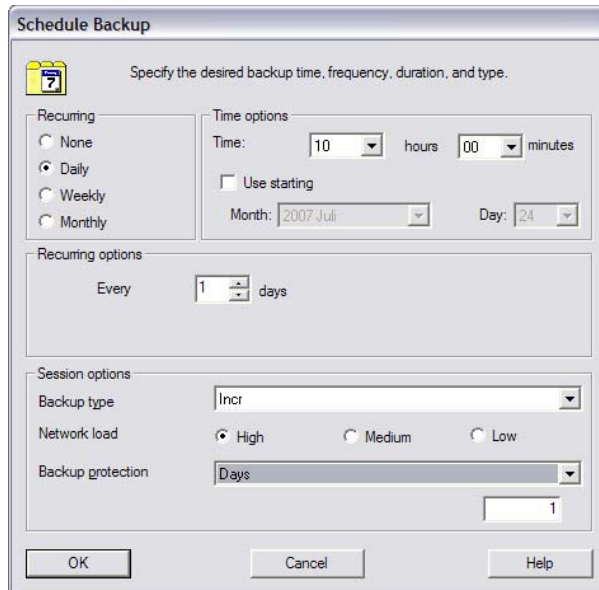 Schedule Backup
Specify the desired backup time, frequency, duration, and type.
Recurring
None
Daily
Weekly
Monthly
Time options
Time: 10 hours 00 minutes
Use starting
Month: 2007 Juli Day: 24
Recurring options
Every 1 days
Session options
Backup type Incr
Network load High Medium Low
Backup protection Days
1
OK Cancel Help
7